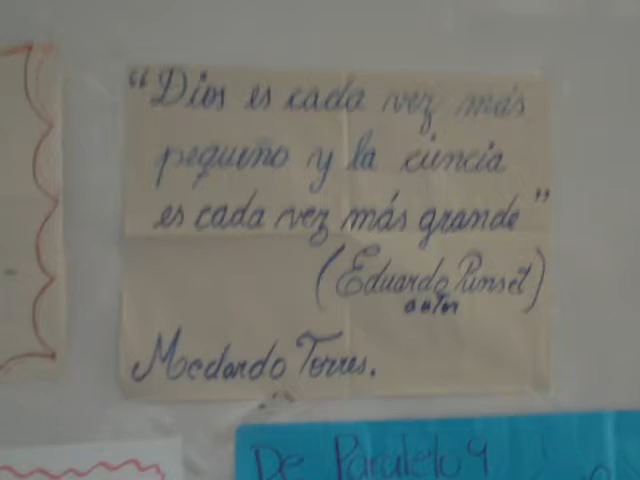 “Dios es cada vez más
pequeño y la ciencia
es cada vez más grande”
(Eduardo Punset)
autor
Medardo Torres.
De Paralelo 9